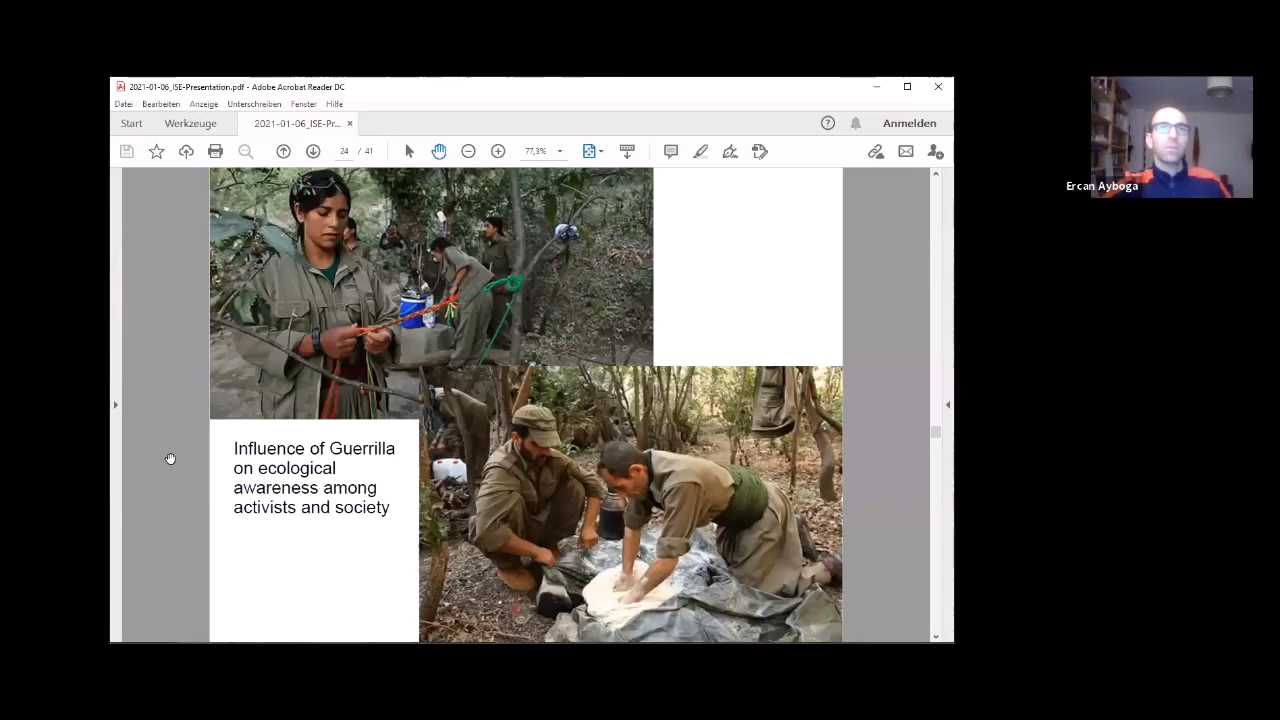 2021-01-06_ISE-Presentation.pdf - Adobe Acrobat Reader DC
Datei Bearbeiten Anzeige Unterschreiben Fenster Hilfe
Start Werkzeuge 2021-01-06_ISE-Pr... × Anmelden
24 / 41 77,3%
Ercan Ayboga
Influence of Guerrilla
on ecological
awareness among
activists and society